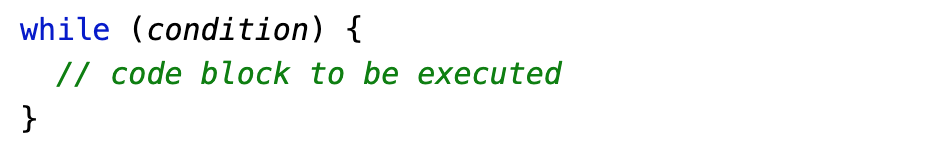 while (condition) {
// code block to be executed
}